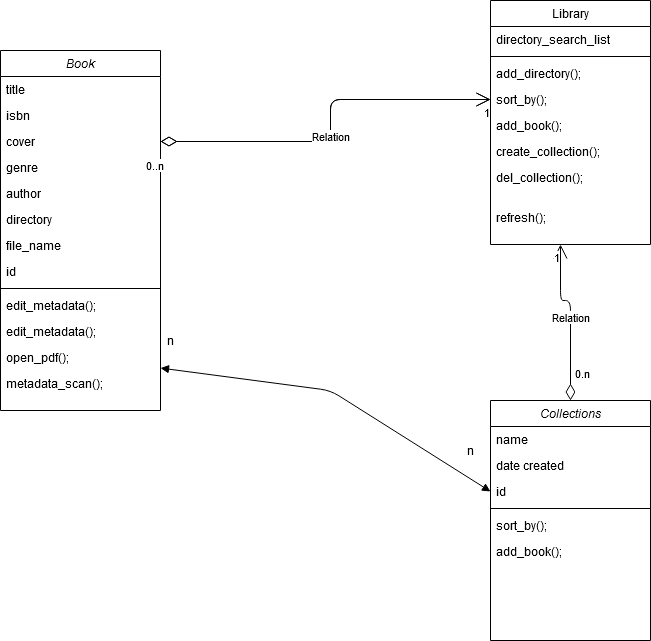 Library
directory_search_list
add_directory();
sort_by();
add_book();
create_collection();
del_collection();
refresh();
Book
title
isbn
cover
genre
author
directory
file_name
id
edit_metadata();
edit_metadata();
open_pdf();
metadata_scan();
Relation
1
0..n
1
Relation
0.n
n
n
Collections
name
date created
id
sort_by();
add_book();